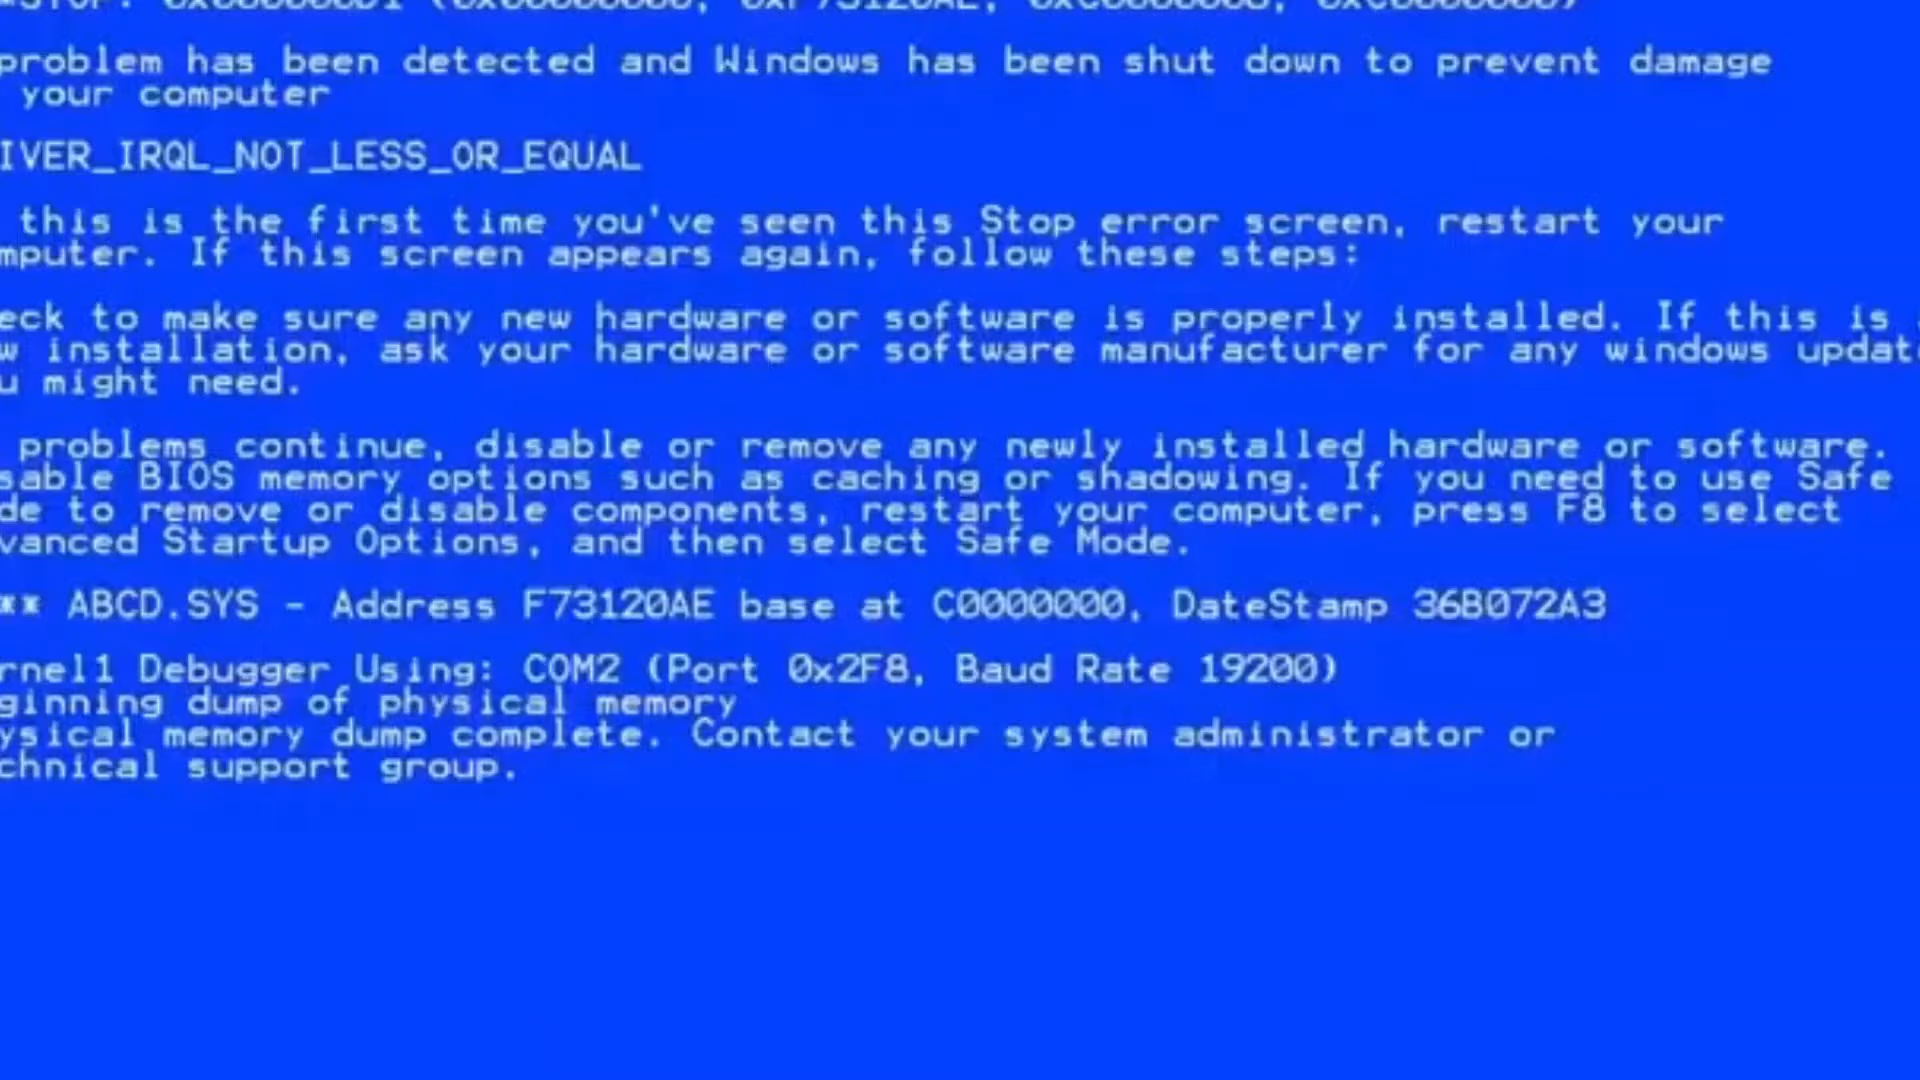 problem has been detected and Windows has been shut down to prevent damage
your computer
IVER_IRQL_NOT_LESS_OR_EQUAL
this is the first time you've seen this Stop error screen, restart your
mputer. If this screen appears again, follow these steps:
eck to make sure any new hardware or software is properly installed. If this is
w installation, ask your hardware or software manufacturer for any windows updat
u might need.
problems continue, disable or remove any newly installed hardware or software.
sable BIOS memory options such as caching or shadowing. If you need to use Safe
de to remove or disable components, restart your computer, press F8 to select
vanced Startup Options, and then select Safe Mode.
** ABCD.SYS - Address F73120AE base at C0000000, DateStamp 36B072A3
rnel1 Debugger Using: COM2 (Port 0x2F8, Baud Rate 19200)
ginning dump of physical memory
ysical memory dump complete. Contact your system administrator or
chnical support group.